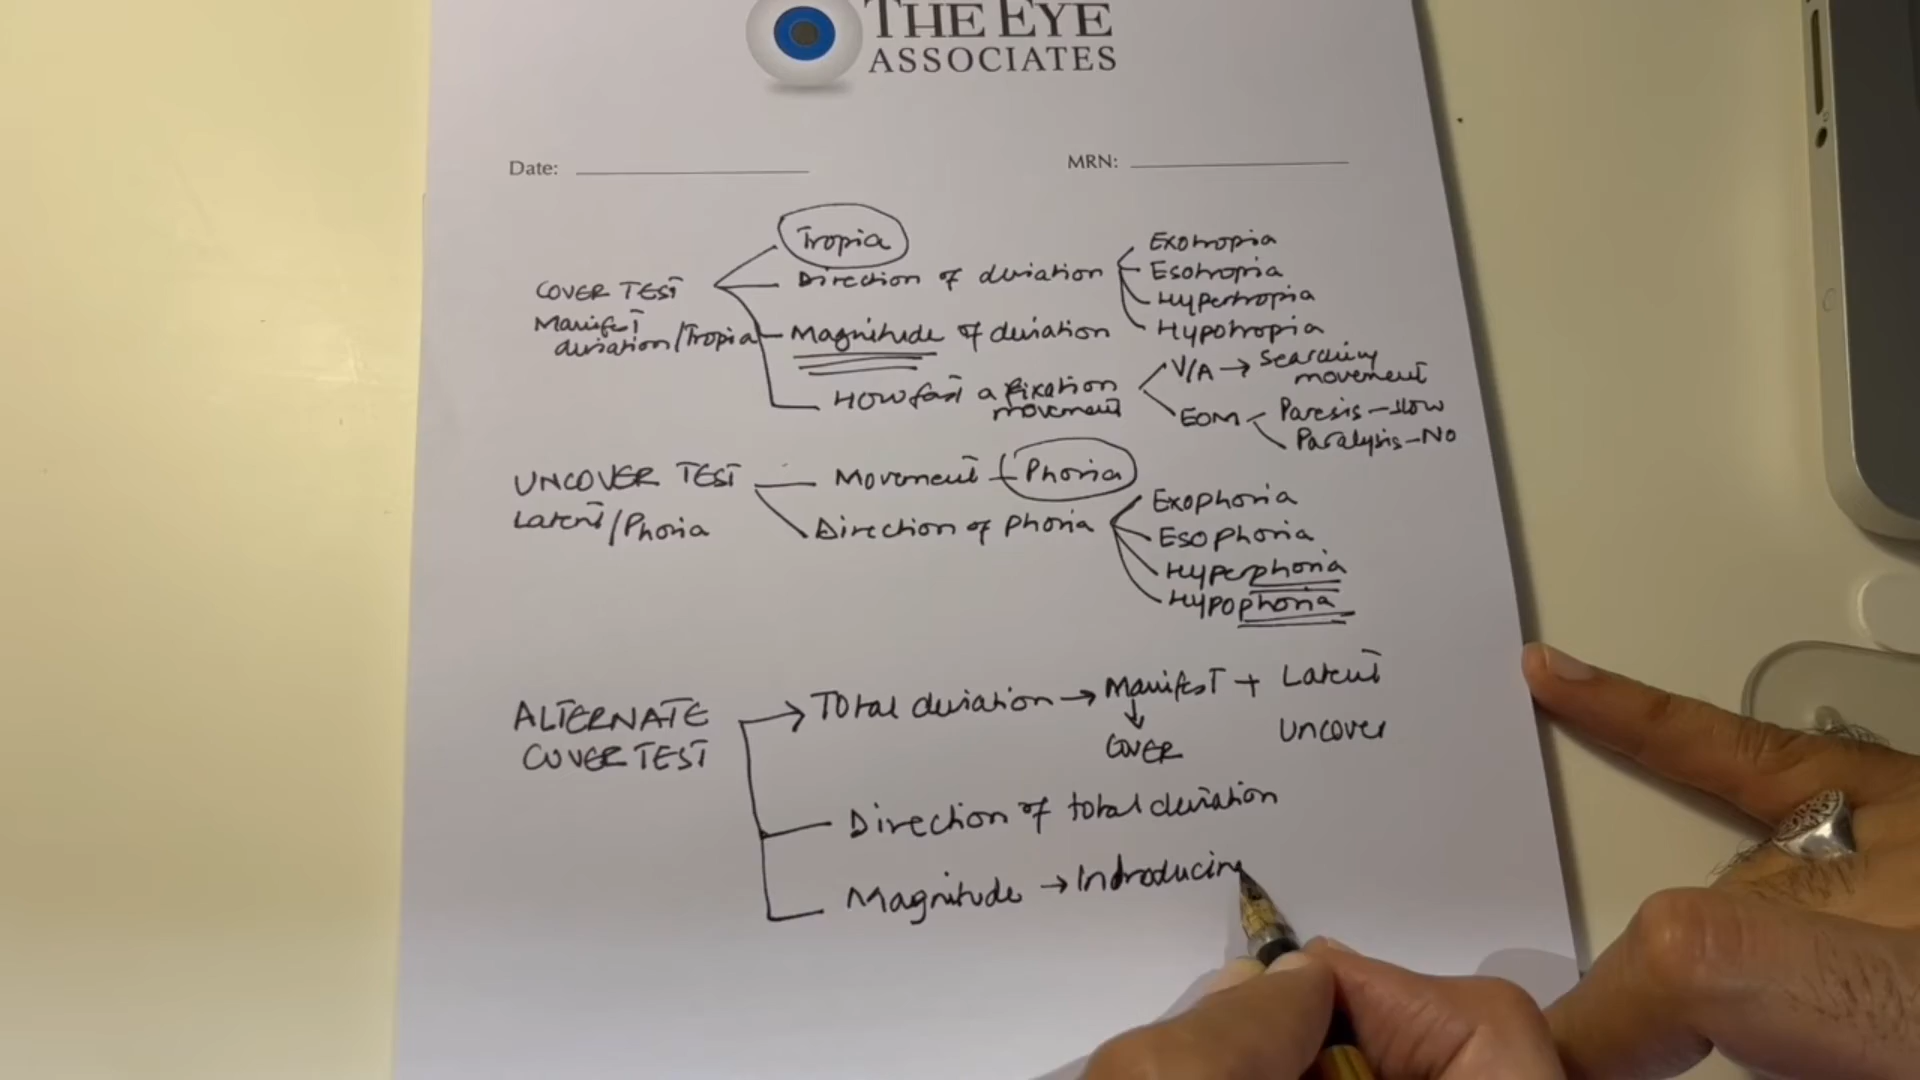 THE EYE
ASSOCIATES
Date:
MRN:
Tropia
COVER TEST
Manifest
deviation/Tropia
Direction of deviation
Exotropia
Esotropia
Hypertropia
Hypotropia
Magnitude of deviation
How fast a fixation
movement
V/A → Searching
movement
EOM
Paresis - slow
Paralysis - No
UNCOVER TEST
Latent/Phoria
Movement - Phoria
Direction of phoria
Exophoria
Esophoria
Hyperphoria
Hypophoria
ALTERNATE
COVER TEST
Total deviation → Manifest + Latent
COVER
Uncover
Direction of total deviation
Magnitude → Introducing